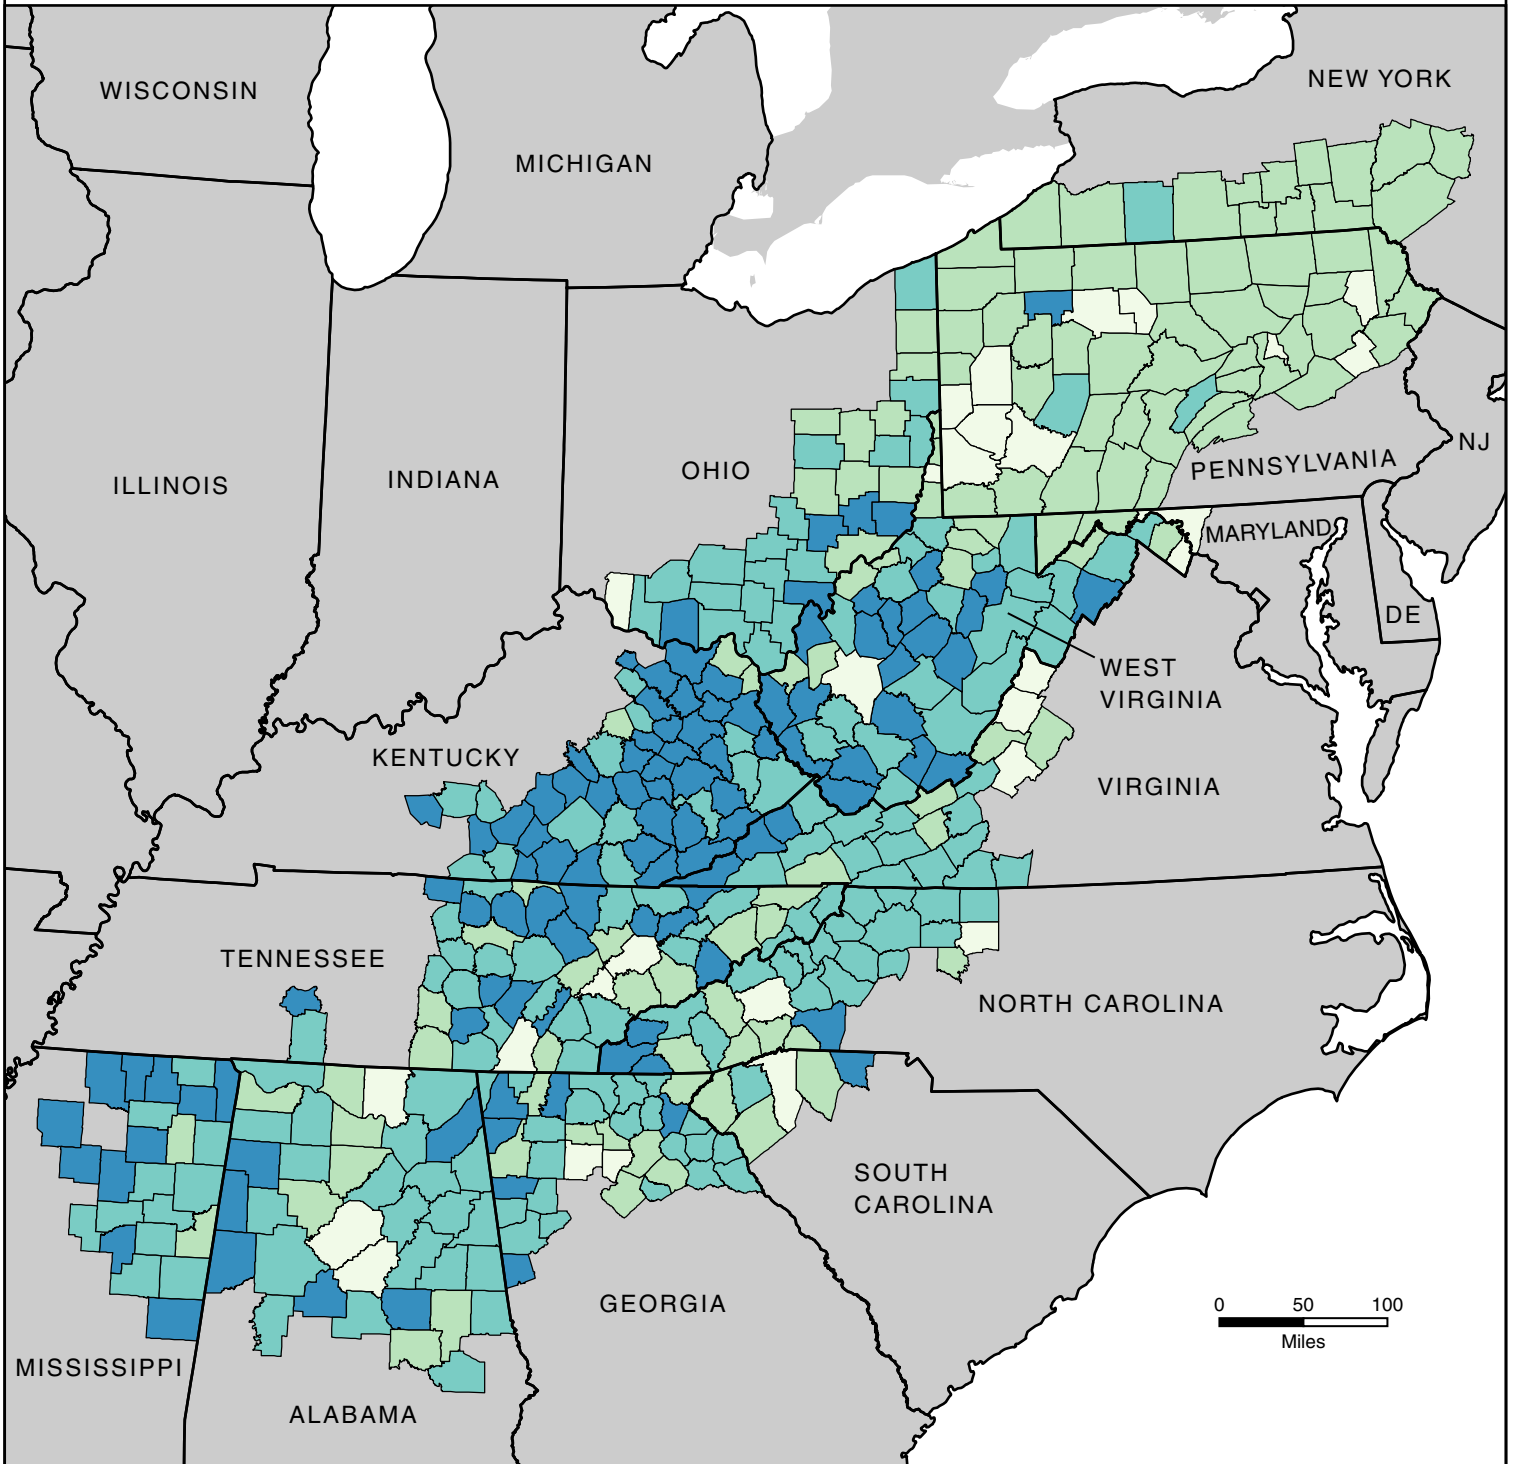 WISCONSIN
NEW YORK
MICHIGAN
ILLINOIS
INDIANA
OHIO
PENNSYLVANIA
NJ
MARYLAND
DE
WEST
VIRGINIA
KENTUCKY
VIRGINIA
TENNESSEE
NORTH CAROLINA
SOUTH
CAROLINA
GEORGIA
0 50 100
Miles
MISSISSIPPI
ALABAMA